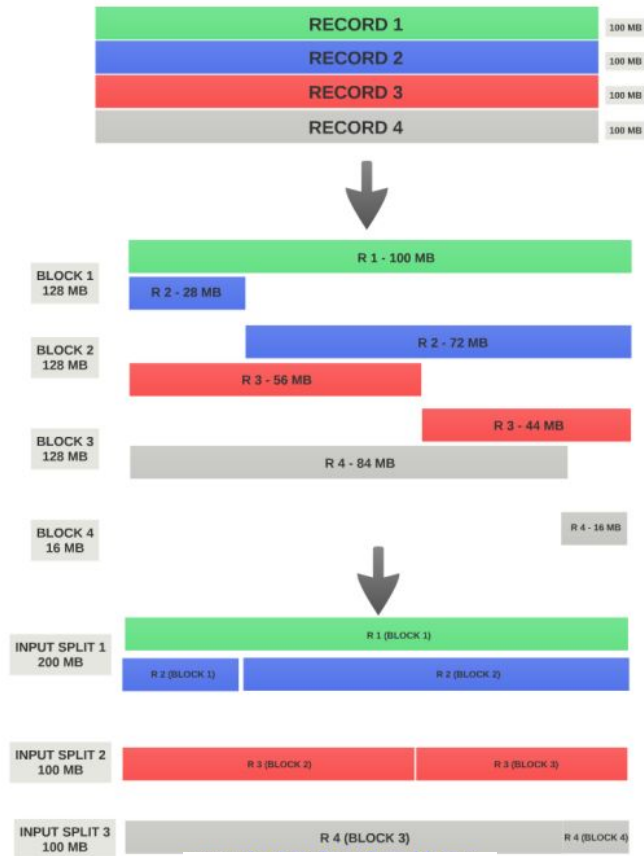 RECORD 1
100 MB
RECORD 2
100 MB
RECORD 3
100 MB
RECORD 4
100 MB
R 1 - 100 MB
BLOCK 1
128 MB
R 2 - 28 MB
R 2 - 72 MB
BLOCK 2
128 MB
R 3 - 56 MB
R 3 - 44 MB
BLOCK 3
128 MB
R 4 - 84 MB
BLOCK 4
16 MB
R 4 - 16 MB
R 1 (BLOCK 1)
INPUT SPLIT 1
200 MB
R 2 (BLOCK 1)
R 2 (BLOCK 2)
INPUT SPLIT 2
100 MB
R 3 (BLOCK 2)
R 3 (BLOCK 3)
INPUT SPLIT 3
100 MB
R 4 (BLOCK 3)
R 4 (BLOCK 4)